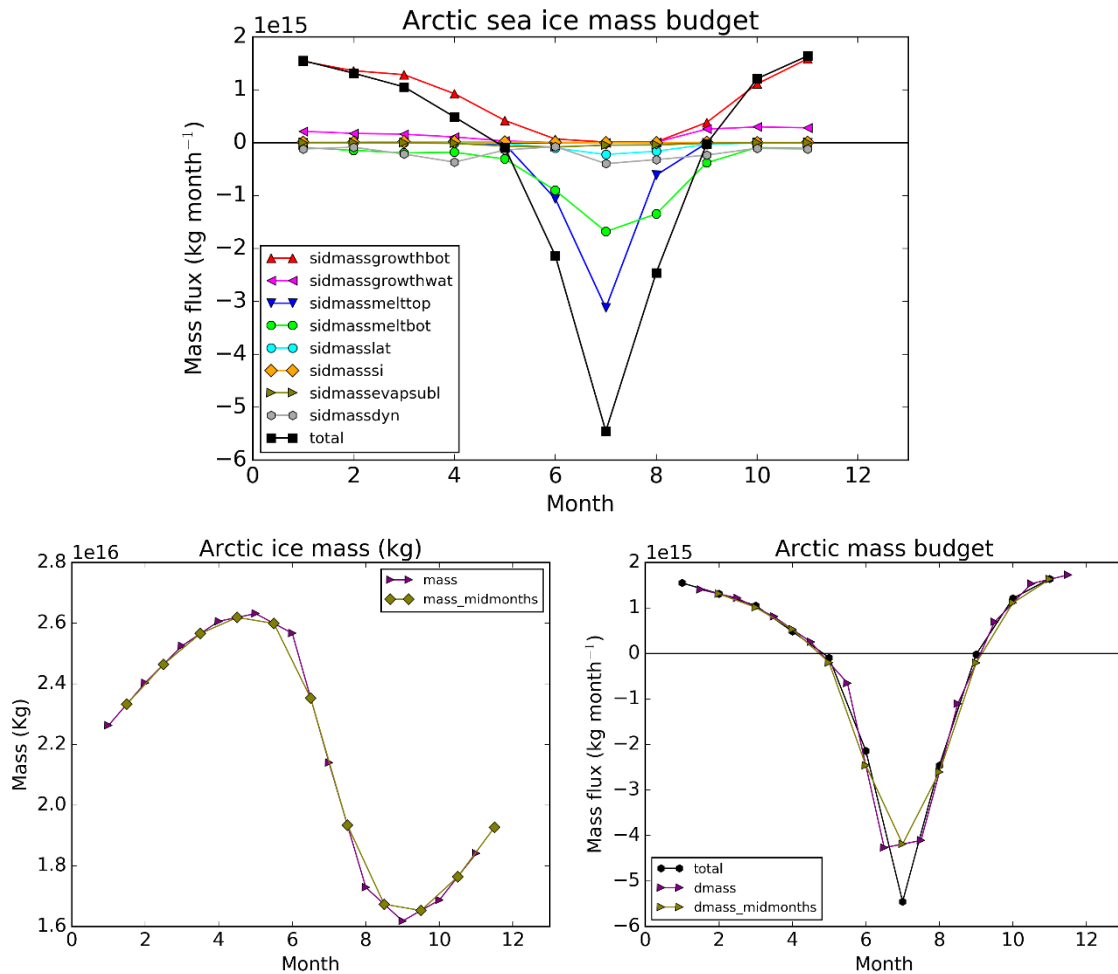 Arctic sea ice mass budget
1e15
2
1
0
−1
−2
−3
−4
−5
−6
Mass flux (kg month−1)
sidmassgrowthbot
sidmassgrowthwat
sidmassmelttop
sidmassmeltbot
sidmasslat
sidmasssi
sidmassevapsubl
sidmassdyn
total
0 2 4 6 8 10 12
Month
Arctic ice mass (kg)
1e16
2.8
2.6
2.4
2.2
2.0
1.8
1.6
Mass (Kg)
mass
mass_midmonths
0 2 4 6 8 10 12
Month
Arctic mass budget
1e15
2
1
0
−1
−2
−3
−4
−5
−6
Mass flux (kg month−1)
total
dmass
dmass_midmonths
0 2 4 6 8 10 12
Month